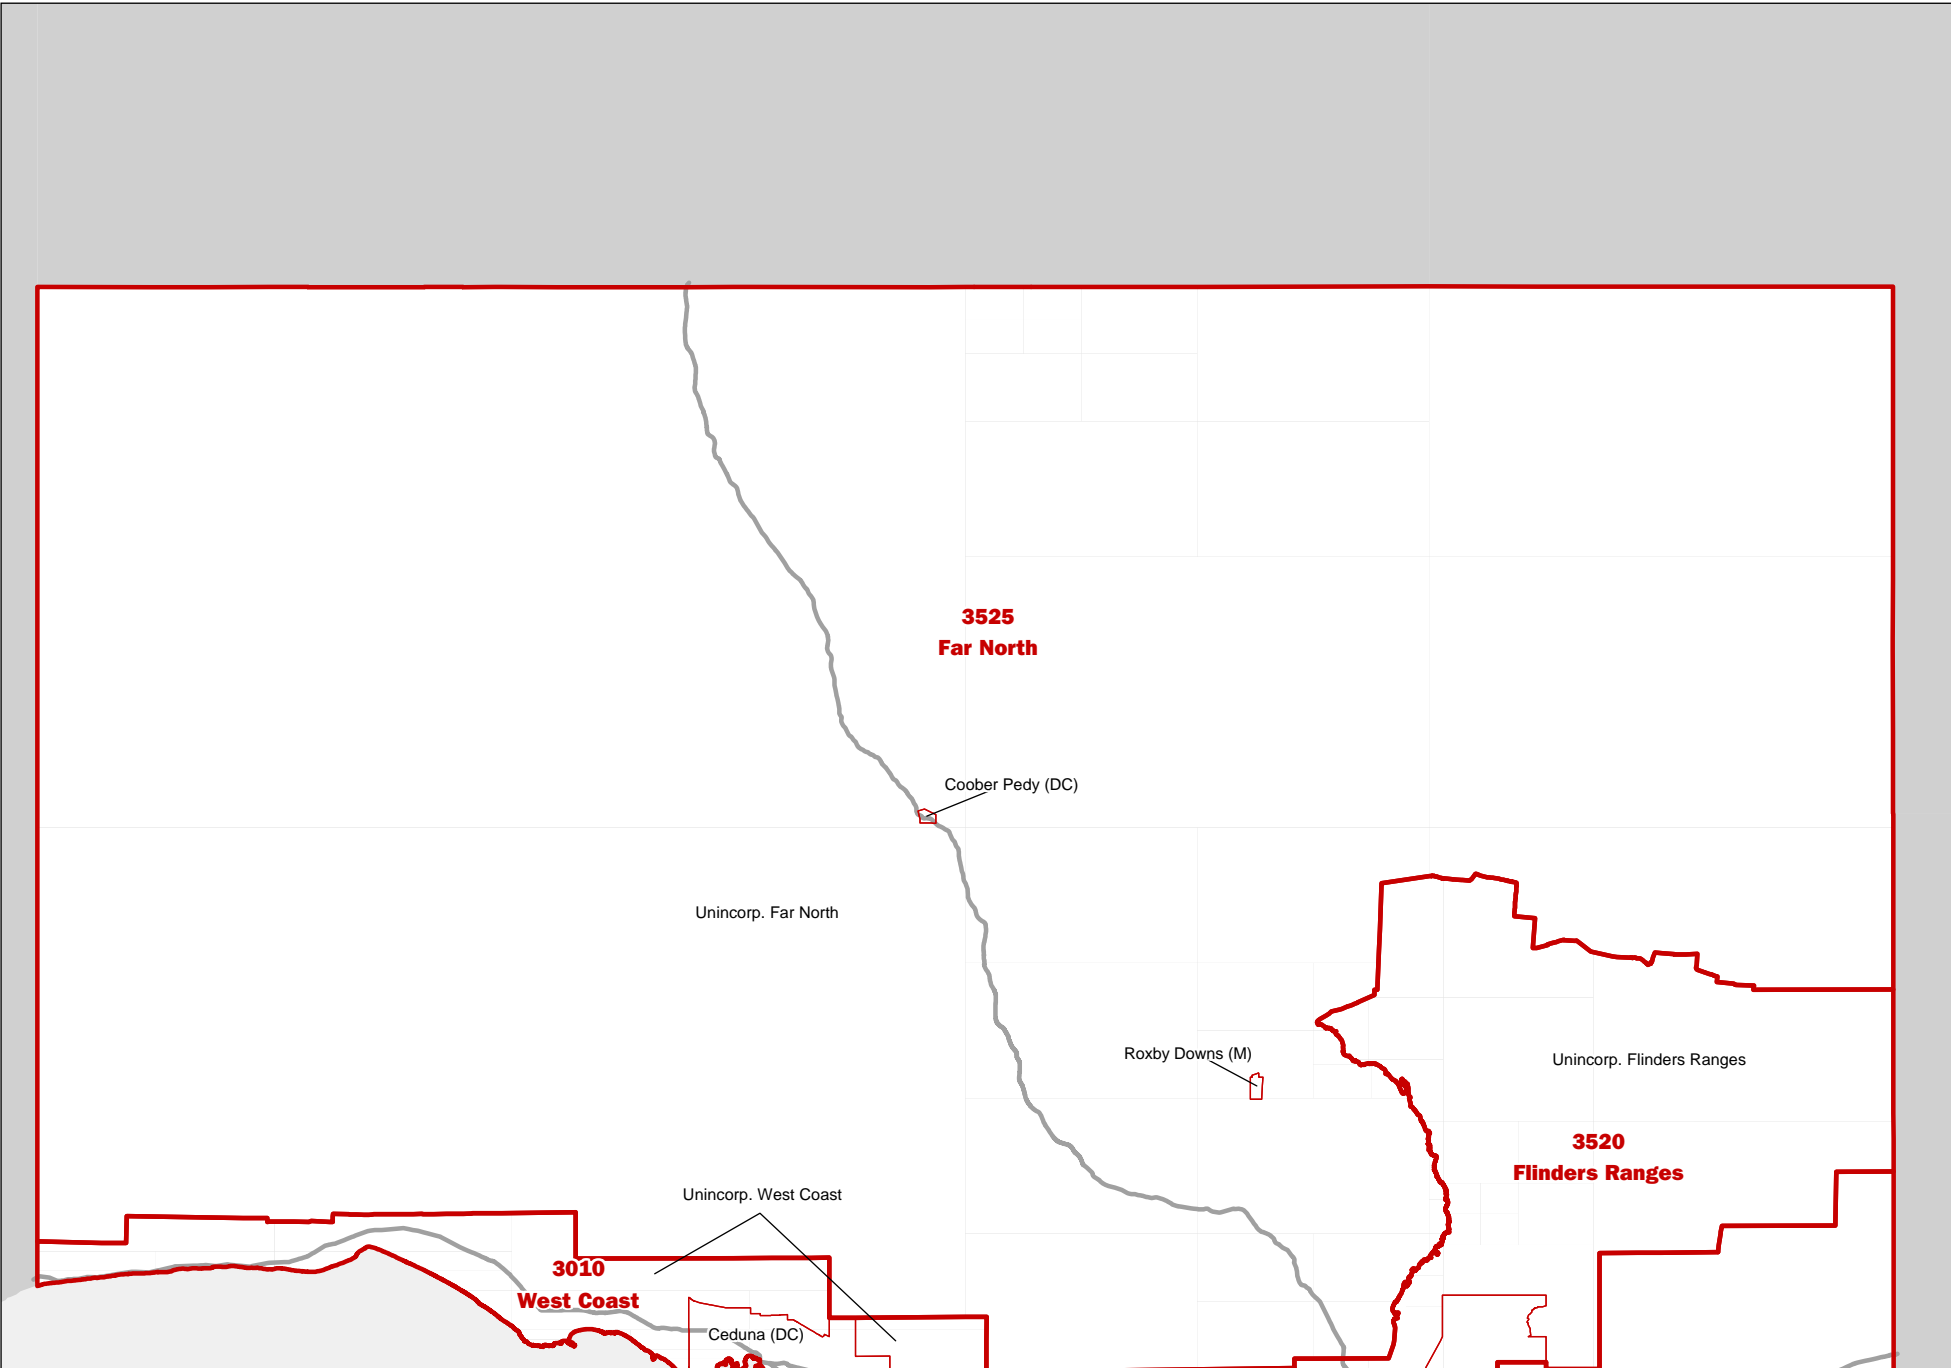 3525
Far North
Coober Pedy (DC)
Unincorp. Far North
Roxby Downs (M)
Unincorp. Flinders Ranges
3520
Flinders Ranges
Unincorp. West Coast
3010
West Coast
Ceduna (DC)